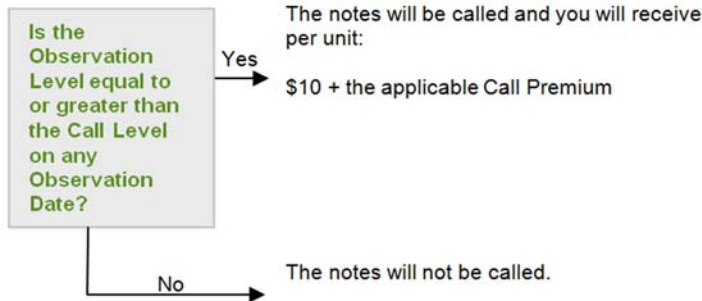 Is the
Observation
Level equal to
or greater than
the Call Level
on any
Observation
Date?
Yes
The notes will be called and you will receive
per unit:
$10 + the applicable Call Premium
No
The notes will not be called.